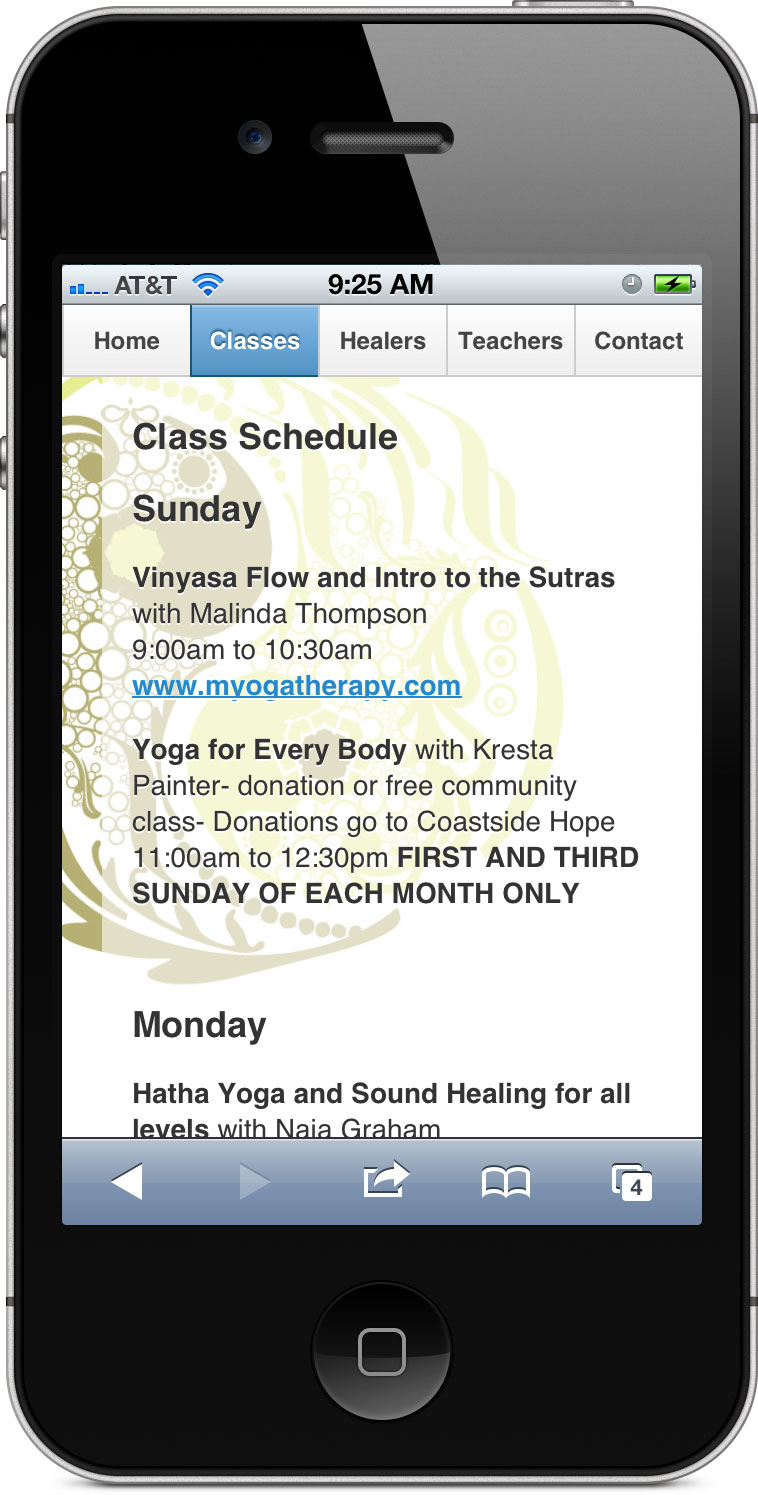 AT&T 9:25 AM
Home Classes Healers Teachers Contact
Class Schedule
Sunday
Vinyasa Flow and Intro to the Sutras
with Malinda Thompson
9:00am to 10:30am
www.myogatherapy.com
Yoga for Every Body with Kresta
Painter- donation or free community
class- Donations go to Coastside Hope
11:00am to 12:30pm FIRST AND THIRD
SUNDAY OF EACH MONTH ONLY
Monday
Hatha Yoga and Sound Healing for all
levels with Naia Graham
4